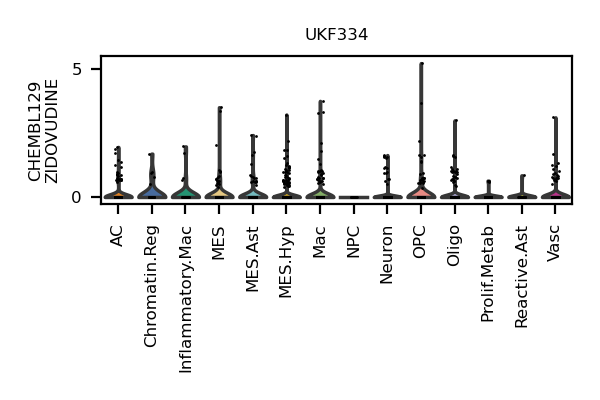 UKF334
CHEMBL129
ZIDOVUDINE
5
0
AC
Chromatin.Reg
Inflammatory.Mac
MES
MES.Ast
MES.Hyp
Mac
NPC
Neuron
OPC
Oligo
Prolif.Metab
Reactive.Ast
Vasc